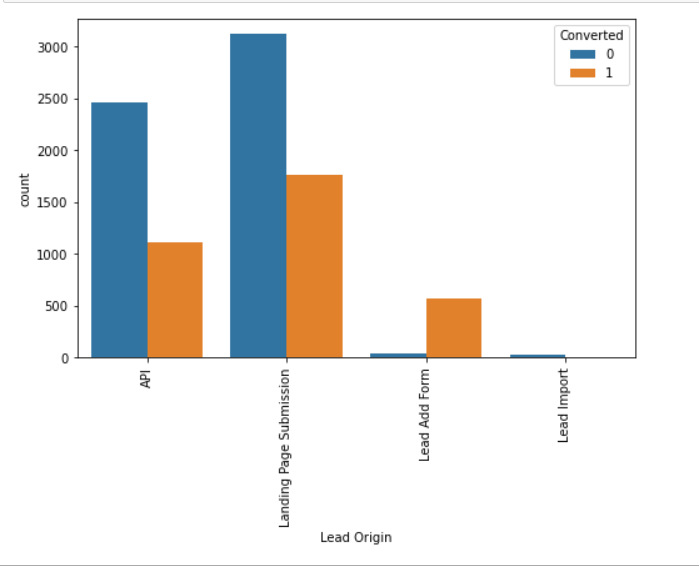 Converted
0
1
3000
2500
2000
1500
1000
500
0
count
API
Landing Page Submission
Lead Add Form
Lead Import
Lead Origin